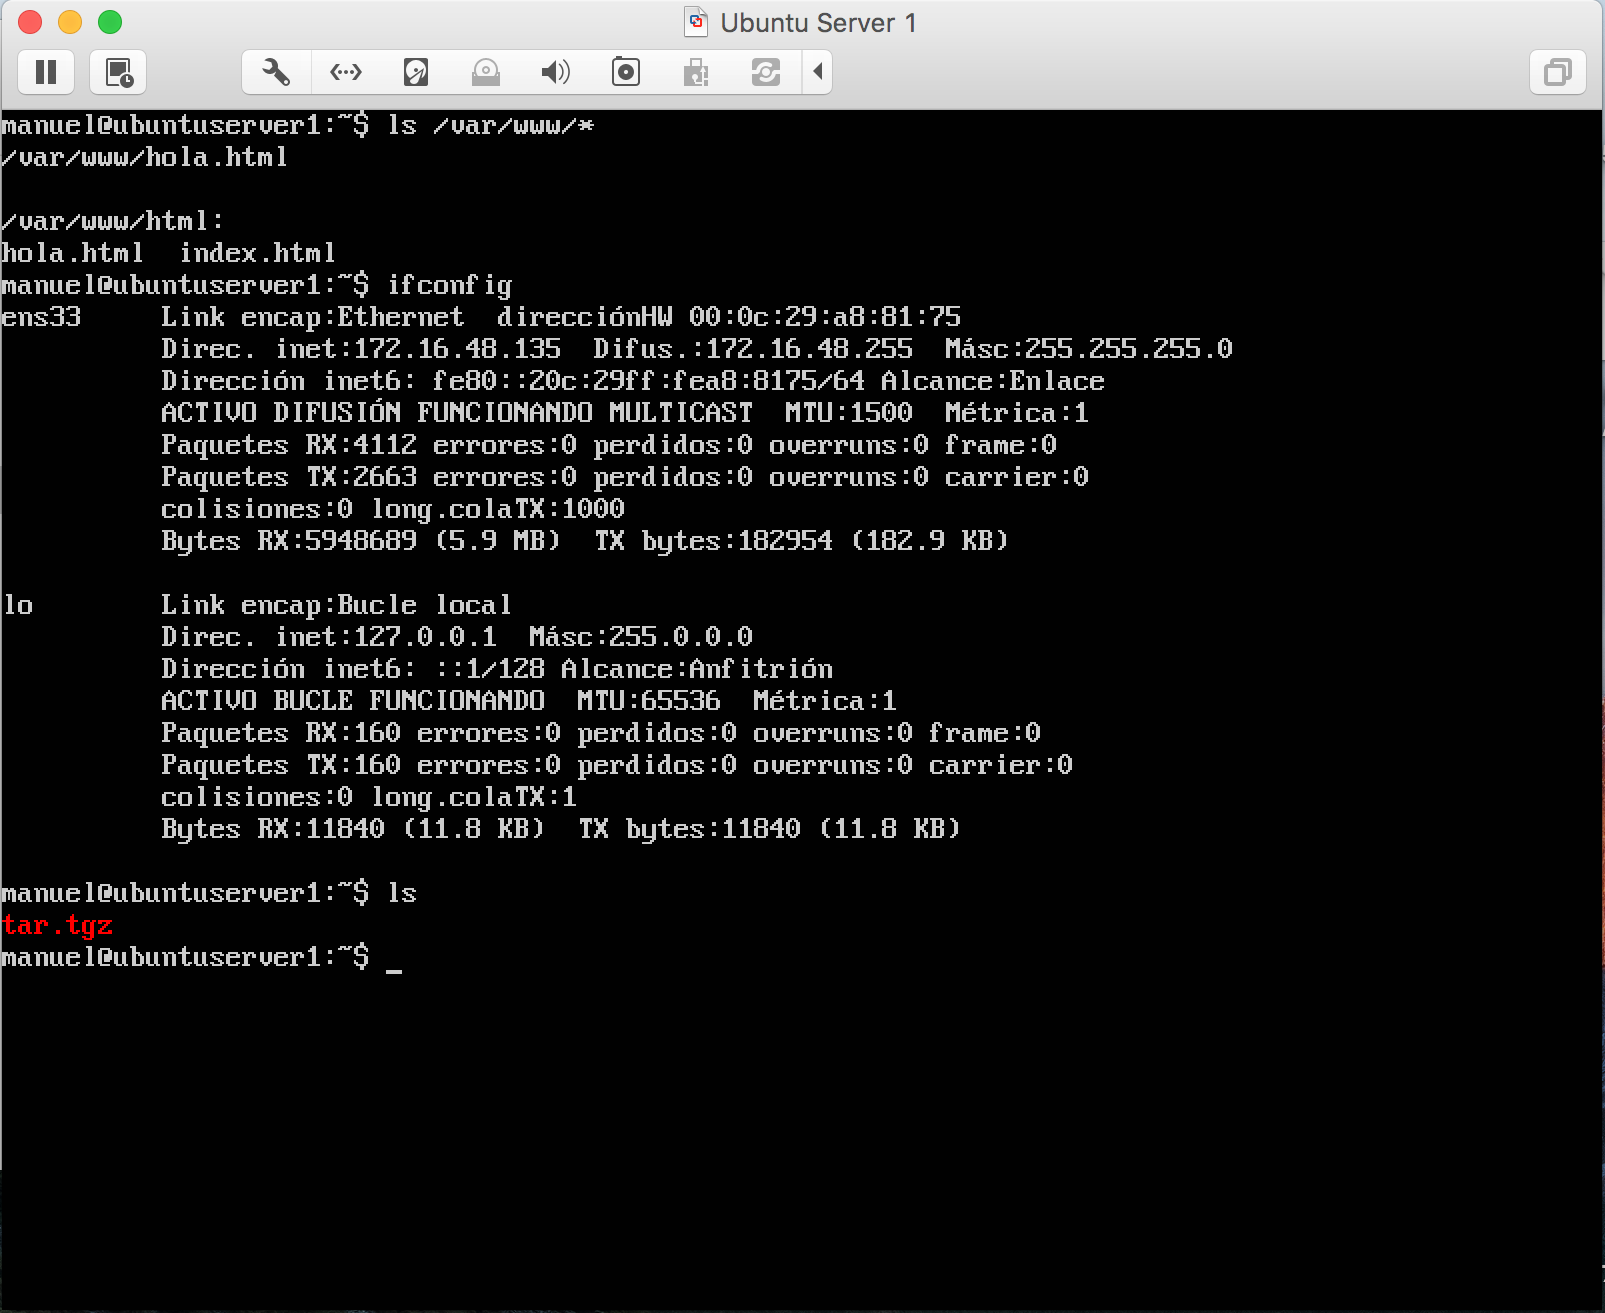 Ubuntu Server 1
manuel@ubuntuserver1:~$ ls /var/www/*
/var/www/hola.html
/var/www/html:
hola.html  index.html
manuel@ubuntuserver1:~$ ifconfig
ens33     Link encap:Ethernet  direcciónHW 00:0c:29:a8:81:75
          Direc. inet:172.16.48.135  Difus.:172.16.48.255  Másc:255.255.255.0
          Dirección inet6: fe80::20c:29ff:fea8:8175/64 Alcance:Enlace
          ACTIVO DIFUSIÓN FUNCIONANDO MULTICAST  MTU:1500  Métrica:1
          Paquetes RX:4112 errores:0 perdidos:0 overruns:0 frame:0
          Paquetes TX:2663 errores:0 perdidos:0 overruns:0 carrier:0
          colisiones:0 long.colaTX:1000
          Bytes RX:5948689 (5.9 MB)  TX bytes:182954 (182.9 KB)
lo        Link encap:Bucle local
          Direc. inet:127.0.0.1  Másc:255.0.0.0
          Dirección inet6: ::1/128 Alcance:Anfitrión
          ACTIVO BUCLE FUNCIONANDO  MTU:65536  Métrica:1
          Paquetes RX:160 errores:0 perdidos:0 overruns:0 frame:0
          Paquetes TX:160 errores:0 perdidos:0 overruns:0 carrier:0
          colisiones:0 long.colaTX:1
          Bytes RX:11840 (11.8 KB)  TX bytes:11840 (11.8 KB)
manuel@ubuntuserver1:~$ ls
tar.tgz
manuel@ubuntuserver1:~$ _